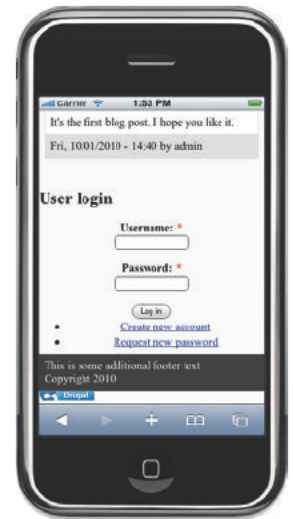 Carrier 1:53 PM
It's the first blog post. I hope you like it.
Fri, 10/01/2010 - 14:40 by admin
User login
Username: *
Password: *
Log in
Create new account
Request new password
This is some additional footer text
Copyright 2010
Drupal